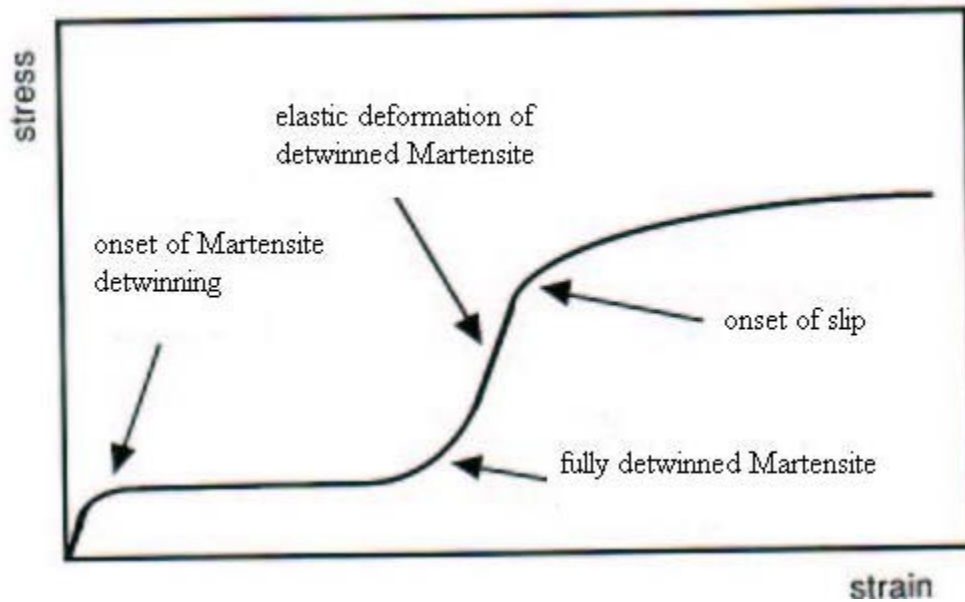 stress
elastic deformation of
detwinned Martensite
onset of Martensite
detwinning
onset of slip
fully detwinned Martensite
strain